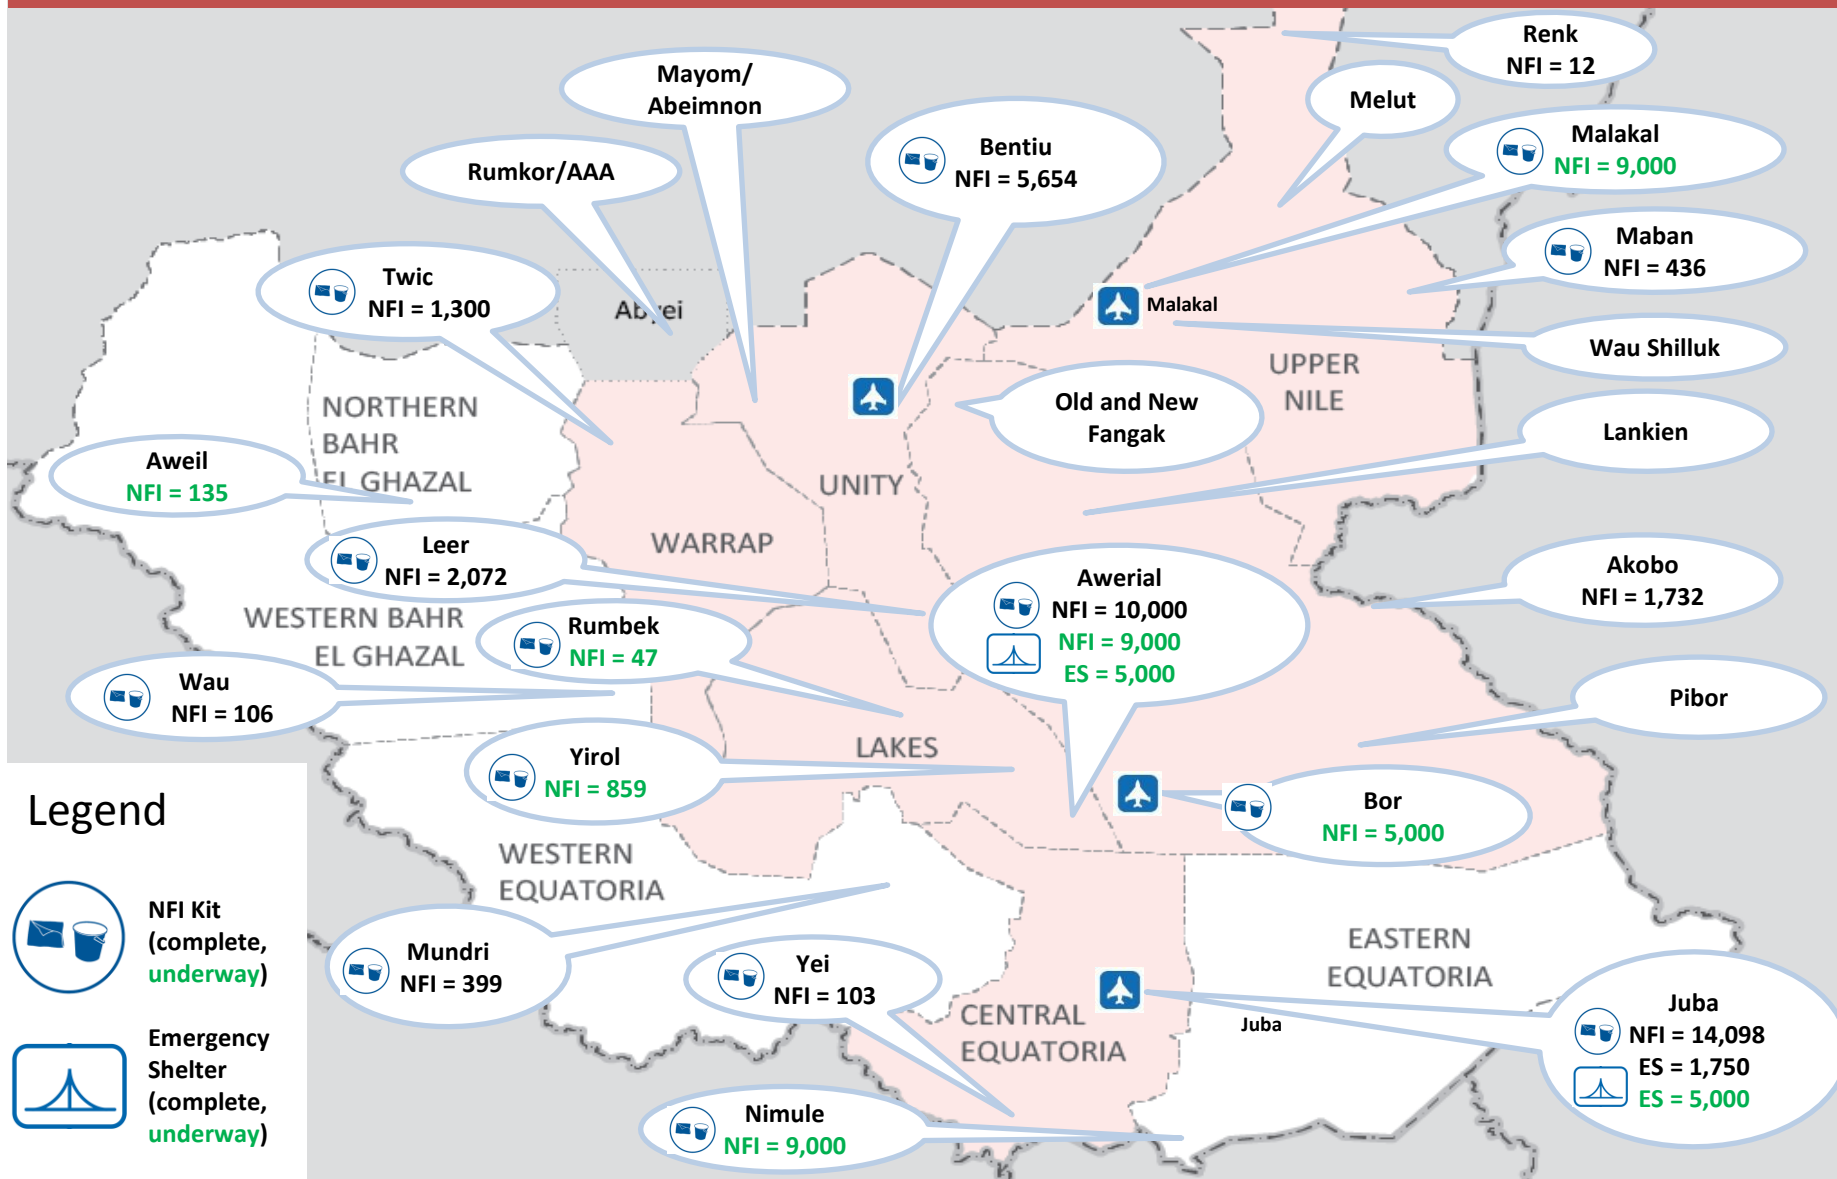 Renk
NFI = 12
Mayom/
Abeimnon
Melut
Malakal
NFI = 9,000
Bentiu
NFI = 5,654
Rumkor/AAA
Maban
NFI = 436
Twic
NFI = 1,300
Abyei
Malakal
Wau Shilluk
UPPER
NILE
NORTHERN
BAHR
EL GHAZAL
Old and New
Fangak
Lankien
Aweil
NFI = 135
UNITY
WARRAP
Leer
NFI = 2,072
Awerial
NFI = 10,000
NFI = 9,000
ES = 5,000
Akobo
NFI = 1,732
WESTERN BAHR
EL GHAZAL
Rumbek
NFI = 47
Wau
NFI = 106
Pibor
LAKES
Yirol
NFI = 859
Bor
NFI = 5,000
Legend
WESTERN
EQUATORIA
NFI Kit
(complete,
underway)
Mundri
NFI = 399
Yei
NFI = 103
EASTERN
EQUATORIA
CENTRAL
EQUATORIA
Juba
Juba
NFI = 14,098
ES = 1,750
ES = 5,000
Emergency
Shelter
(complete,
underway)
Nimule
NFI = 9,000